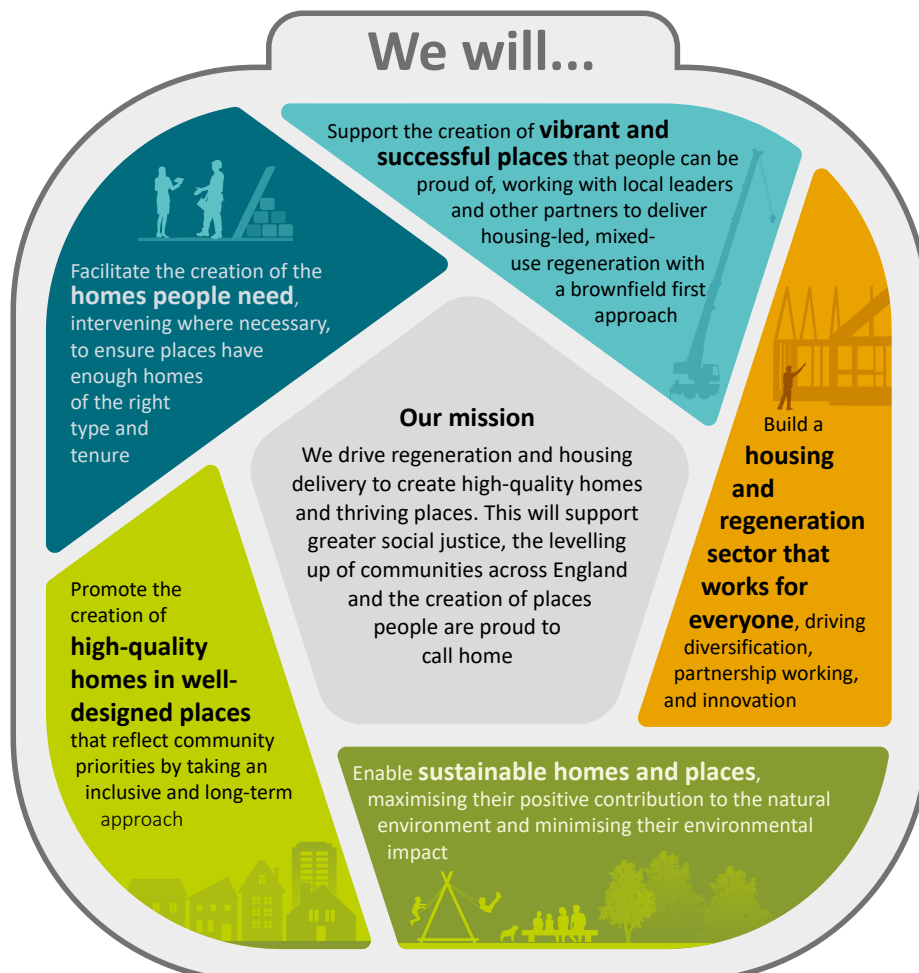 We will...
Support the creation of vibrant and
successful places that people can be
proud of, working with local leaders
and other partners to deliver
housing-led, mixed-
use regeneration with
a brownfield first
approach
Build a
housing
and
regeneration
sector that
works for
everyone, driving
diversification,
partnership working,
and innovation
Enable sustainable homes and places,
maximising their positive contribution to the natural
environment and minimising their environmental
impact
Promote the
creation of
high-quality
homes in well-
designed places
that reflect community
priorities by taking an
inclusive and long-term
approach
Facilitate the creation of the
homes people need,
intervening where necessary,
to ensure places have
enough homes
of the right
type and
tenure
Our mission
We drive regeneration and housing
delivery to create high-quality homes
and thriving places. This will support
greater social justice, the levelling
up of communities across England
and the creation of places
people are proud to
call home